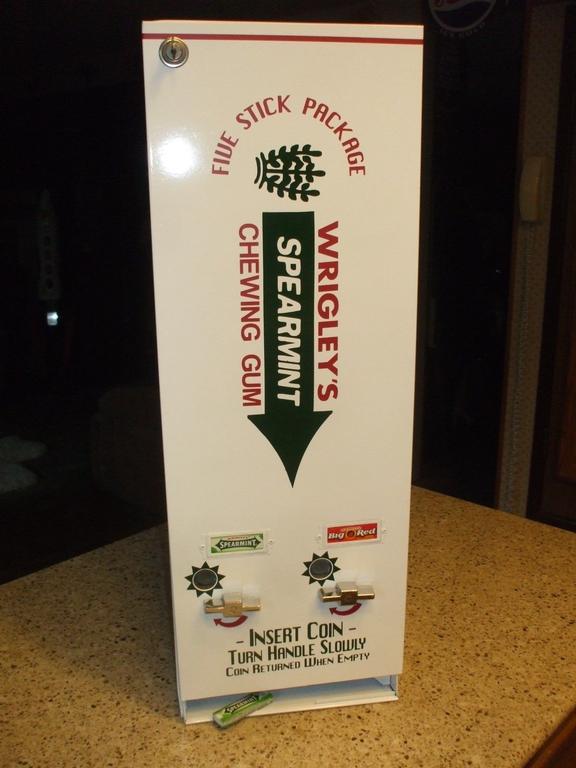 FIVE STICK PACKAGE
WRIGLEY'S
SPEARMINT
CHEWING GUM
SPEARMINT
Big Red
- INSERT COIN -
TURN HANDLE SLOWLY
COIN RETURNED WHEN EMPTY
SPEARMINT